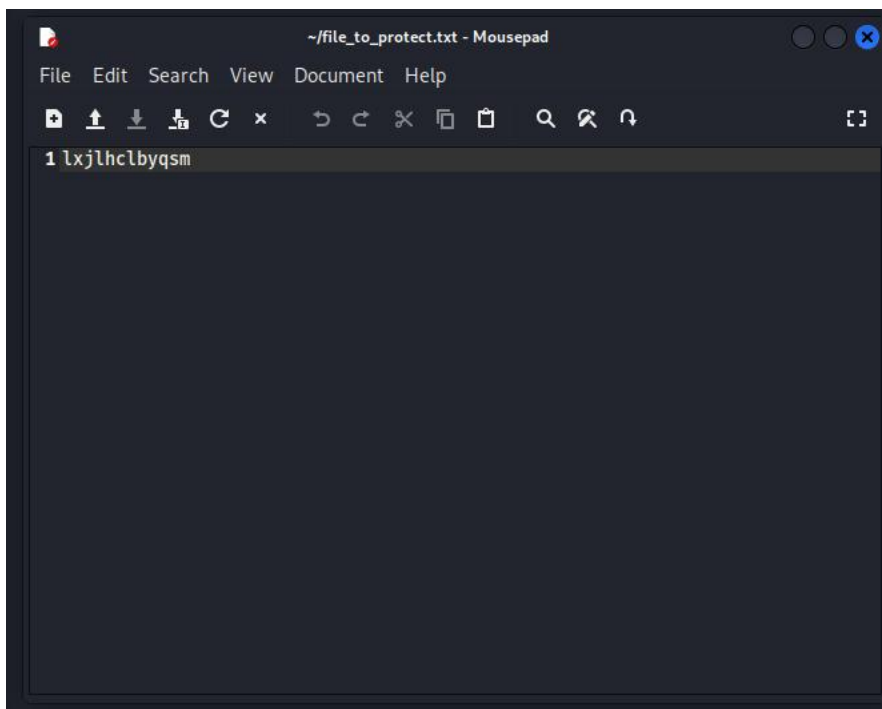 ~/file_to_protect.txt - Mousepad
File Edit Search View Document Help
1 lxjlhclbyqsm